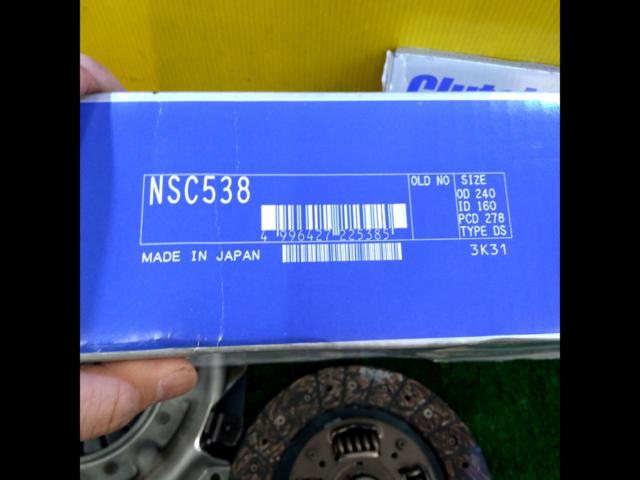 Clutch
NSC538
OLD NO
SIZE
OD 240
ID 160
PCD 278
TYPE DS
4 996427 225385
MADE IN JAPAN
3K31